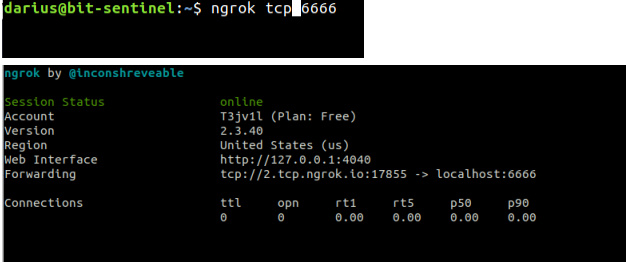 darius@bit-sentinel:~$ ngrok tcp 6666
ngrok by @inconshreveable
Session Status online
Account T3jv1l (Plan: Free)
Version 2.3.40
Region United States (us)
Web Interface http://127.0.0.1:4040
Forwarding tcp://2.tcp.ngrok.io:17855 -> localhost:6666
Connections ttl opn rt1 rt5 p50 p90
0 0 0.00 0.00 0.00 0.00